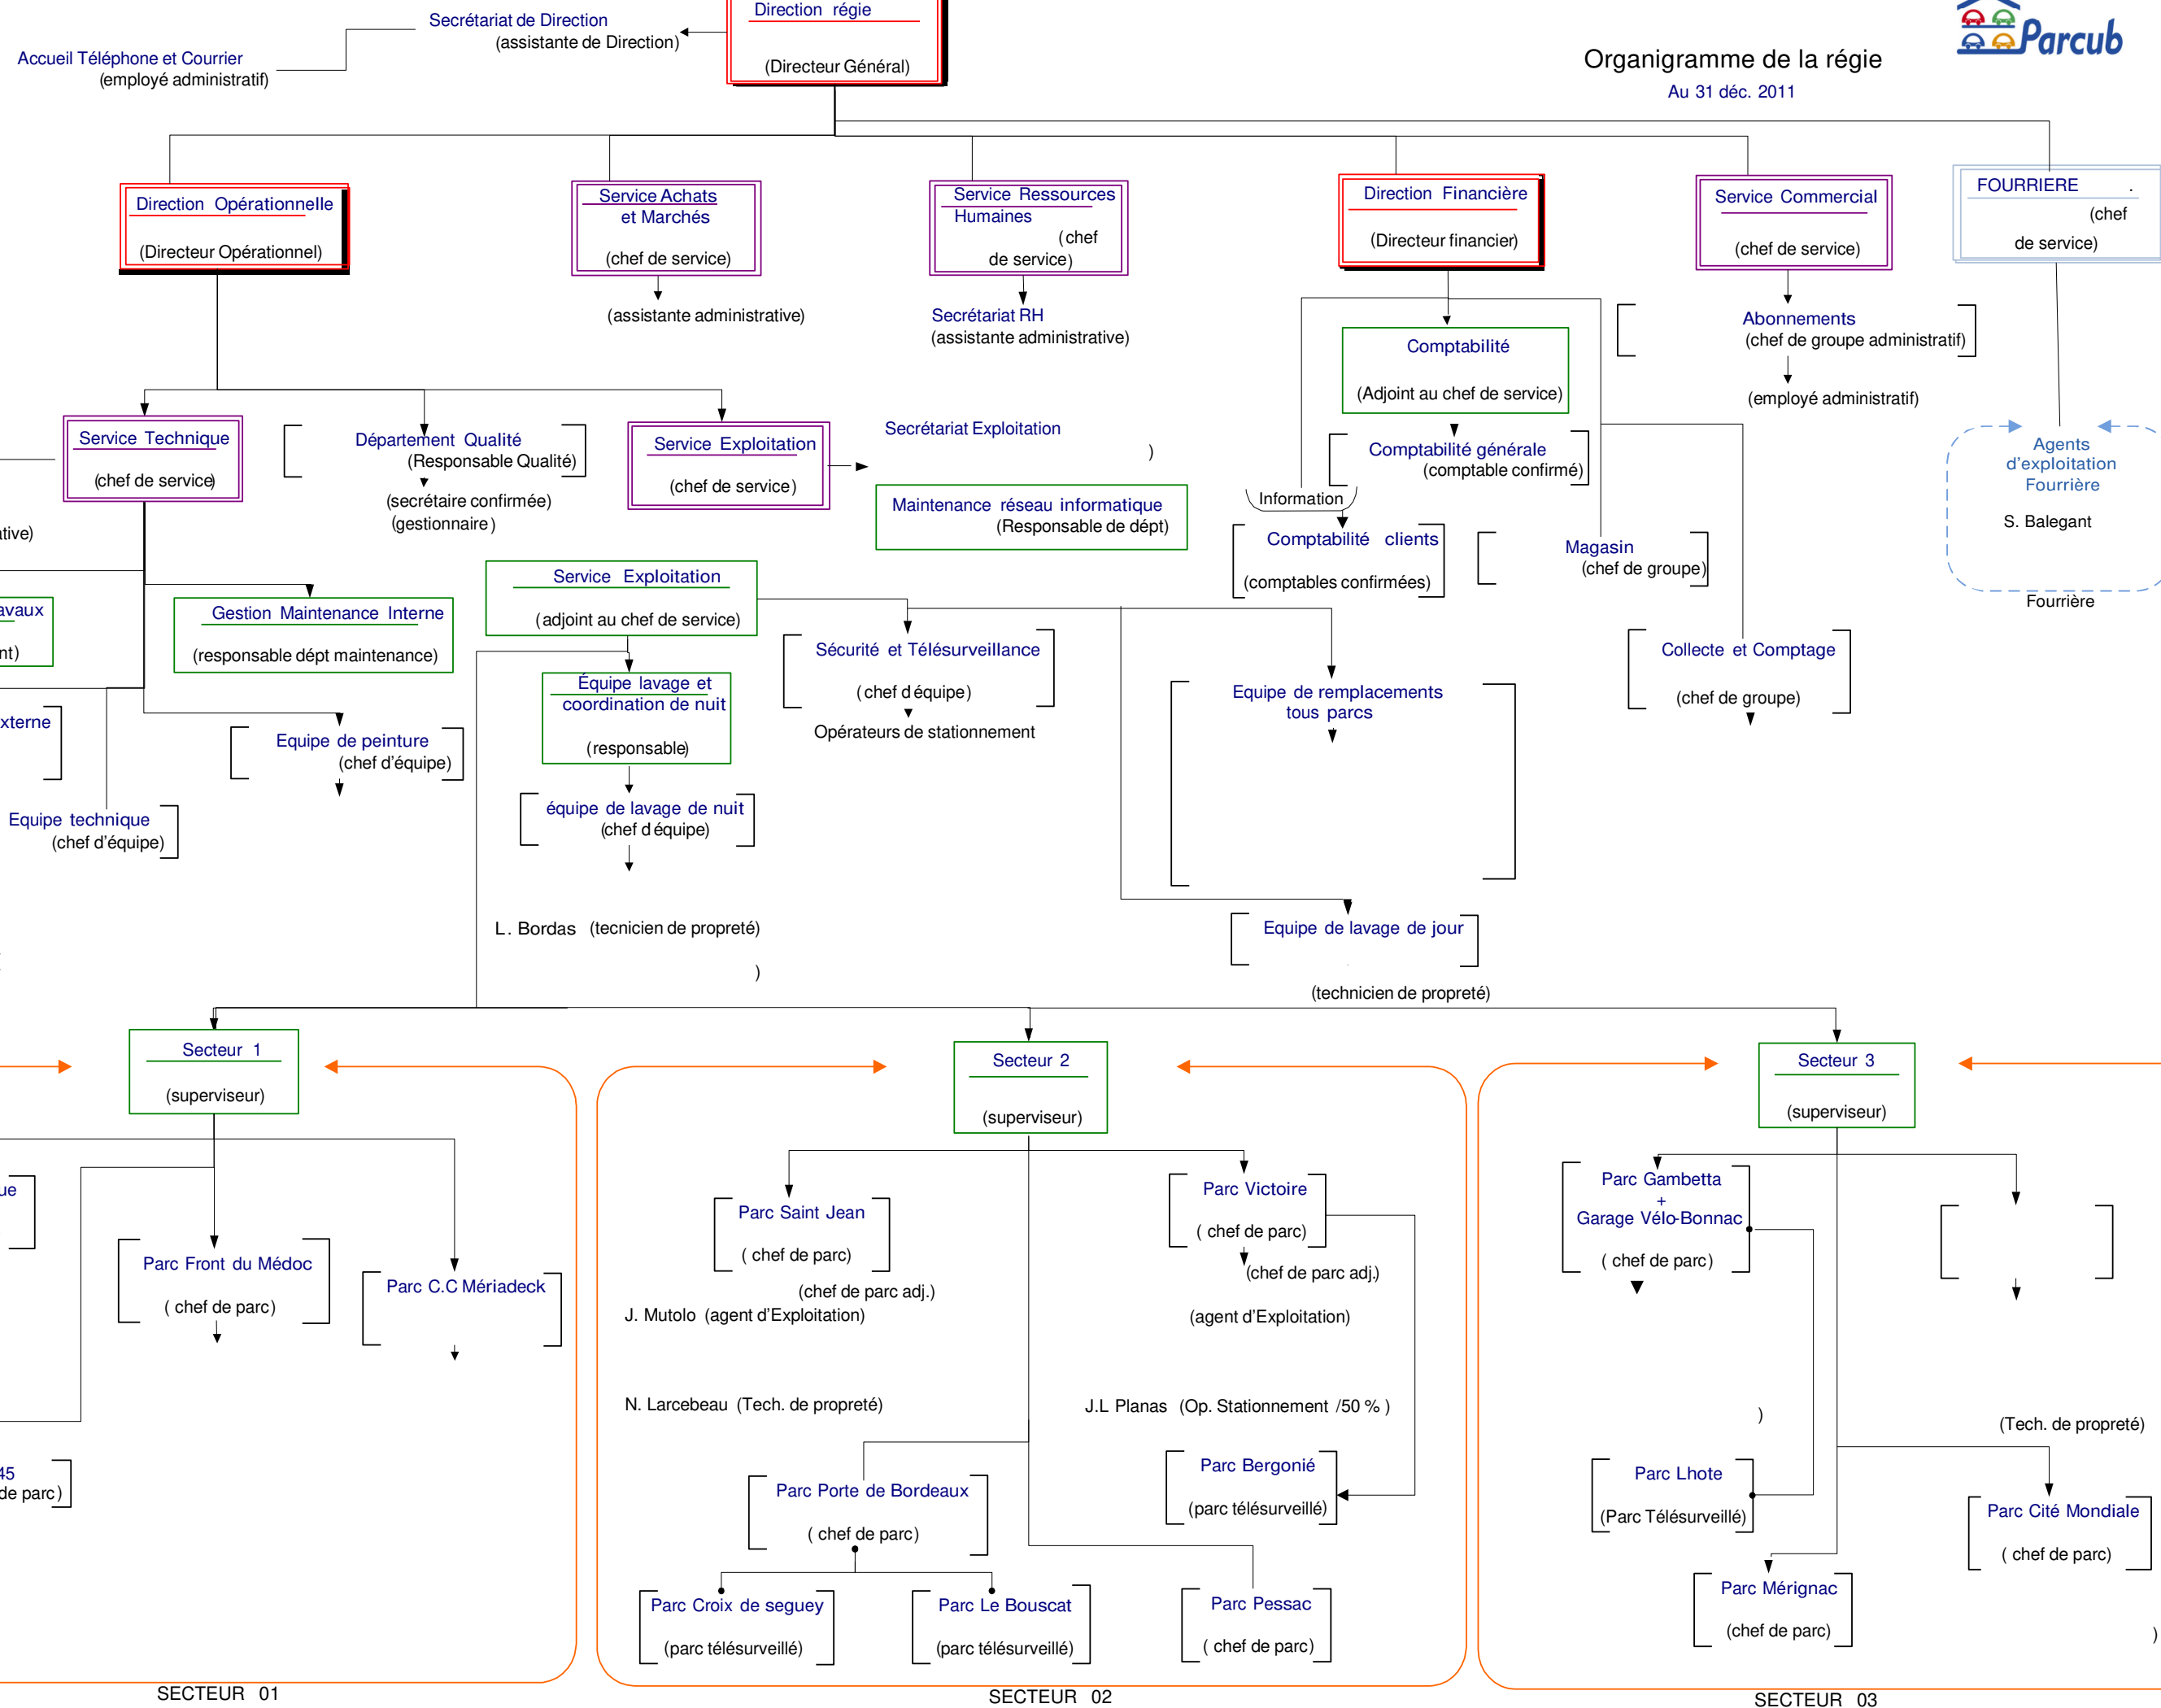 Direction régie
(Directeur Général)
Secrétariat de Direction
(assistante de Direction)
Accueil Téléphone et Courrier
(employé administratif)
Parcub
Organigramme de la régie
Au 31 déc. 2011
Direction Opérationnelle
(Directeur Opérationnel)
Service Achats
et Marchés
(chef de service)
(assistante administrative)
Service Ressources
Humaines
(chef
de service)
Secrétariat RH
(assistante administrative)
Direction Financière
(Directeur financier)
Service Commercial
(chef de service)
Abonnements
(chef de groupe administratif)
(employé administratif)
FOURRIERE .
(chef
de service)
Comptabilité
(Adjoint au chef de service)
Comptabilité générale
(comptable confirmé)
Information
Comptabilité clients
(comptables confirmées)
Magasin
(chef de groupe)
Collecte et Comptage
(chef de groupe)
Agents
d'exploitation
Fourrière
S. Balegant
Fourrière
Service Technique
(chef de service)
Département Qualité
(Responsable Qualité)
(secrétaire confirmée)
(gestionnaire)
Service Exploitation
(chef de service)
Secrétariat Exploitation
)
Maintenance réseau informatique
(Responsable de dépt)
ative)
avaux
nt)
Gestion Maintenance Interne
(responsable dépt maintenance)
Service Exploitation
(adjoint au chef de service)
Sécurité et Télésurveillance
(chef d équipe)
Opérateurs de stationnement
Equipe de remplacements
tous parcs
Équipe lavage et
coordination de nuit
(responsable)
xterne
Equipe de peinture
(chef d'équipe)
Equipe technique
(chef d'équipe)
équipe de lavage de nuit
(chef d équipe)
L. Bordas (tecnicien de propreté)
)
Equipe de lavage de jour
(technicien de propreté)
Secteur 1
(superviseur)
Secteur 2
(superviseur)
Secteur 3
(superviseur)
ue
Parc Front du Médoc
( chef de parc)
Parc C.C Mériadeck
45
de parc)
Parc Saint Jean
( chef de parc)
(chef de parc adj.)
J. Mutolo (agent d'Exploitation)
N. Larcebeau (Tech. de propreté)
Parc Victoire
( chef de parc)
(chef de parc adj.)
(agent d'Exploitation)
J.L Planas (Op. Stationnement /50 % )
Parc Porte de Bordeaux
( chef de parc)
Parc Bergonié
(parc télésurveillé)
Parc Croix de seguey
(parc télésurveillé)
Parc Le Bouscat
(parc télésurveillé)
Parc Pessac
( chef de parc)
Parc Gambetta
+
Garage Vélo-Bonnac
( chef de parc)
)
(Tech. de propreté)
Parc Lhote
(Parc Télésurveillé)
Parc Cité Mondiale
( chef de parc)
Parc Mérignac
(chef de parc)
)
SECTEUR 01
SECTEUR 02
SECTEUR 03